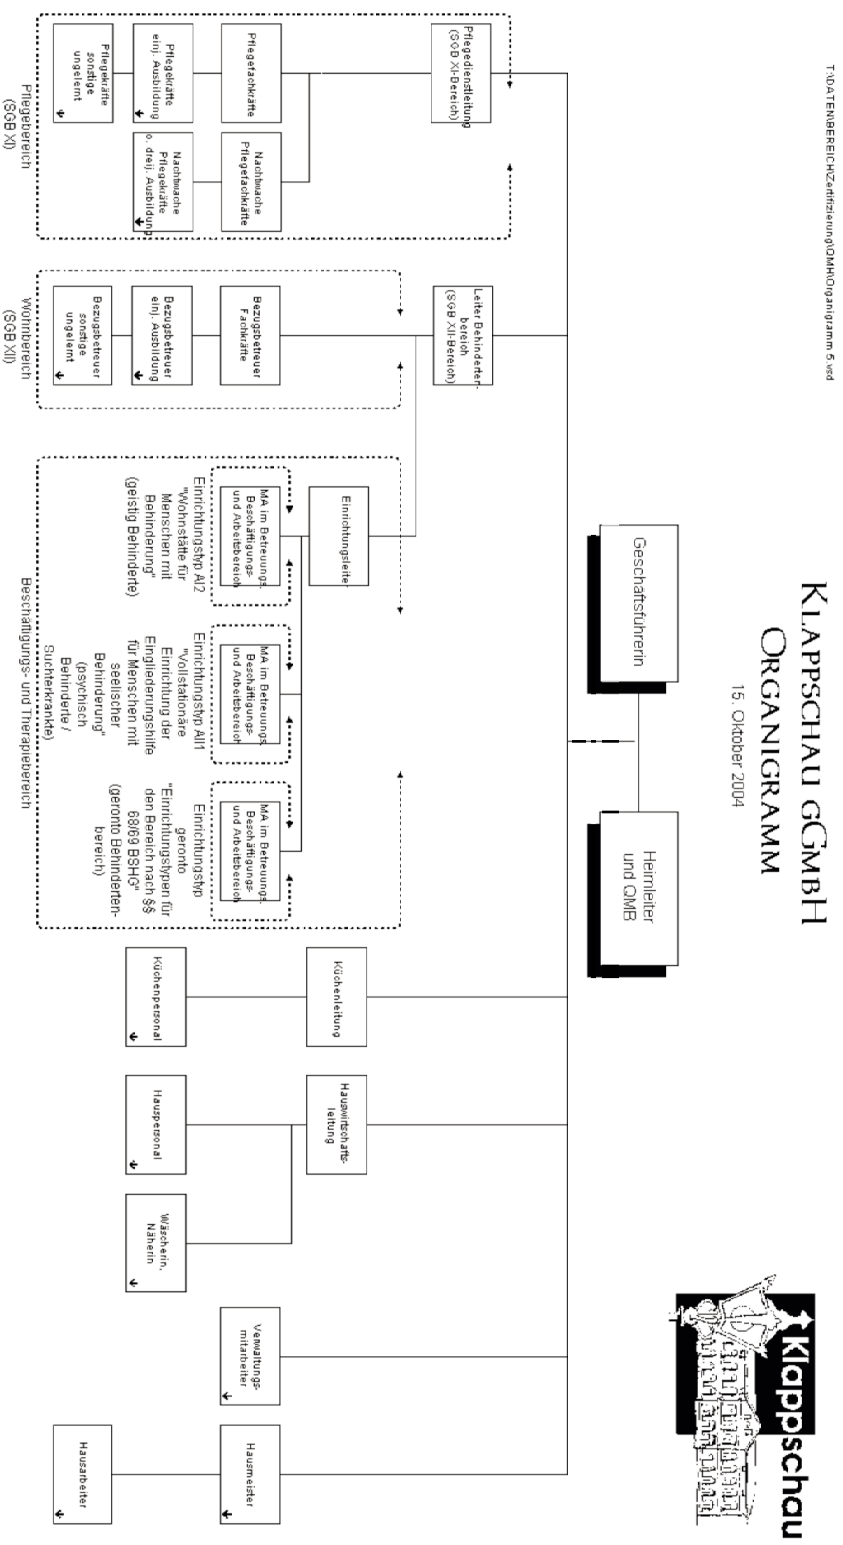 T:\DATEN\BEREICH\Zertifizierung\QMH\Organigramm 5.vsd
KLAPPSCHAU GGMBH
ORGANIGRAMM
15. Oktober 2004
Klappschau
Geschäftsführerin
Heimleiter
und QMB
Pflegedienstleitung
(SGB XI-Bereich)
Pflegefachkräfte
Nachtwache
Pflegefachkräfte
Pflegekräfte
einj. Ausbildung
Nachtwache
Pflegekräfte
o. dreij. Ausbildung
Pflegekräfte
sonstige
ungelernt
Pflegebereich
(SGB XI)
Leiter Behinderten-
bereich
(SGB XII-Bereich)
Bezugsbetreuer
Fachkräfte
Bezugsbetreuer
einj. Ausbildung
Bezugsbetreuer
sonstige
ungelernt
Wohnbereich
(SGB XII)
Einrichtungsleiter
MA im Betreuungs,
Beschäftigungs-
und Arbeitsbereich
Einrichtungstyp AI2
"Wohnstätte für
Menschen mit
Behinderung"
(geistig Behinderte)
MA im Betreuungs,
Beschäftigungs-
und Arbeitsbereich
Einrichtungstyp AII1
"Vollstationäre
Einrichtung der
Eingliederungshilfe
für Menschen mit
seelischer
Behinderung"
(psychisch
Behinderte /
Suchterkrankte)
MA im Betreuungs,
Beschäftigungs-
und Arbeitsbereich
Einrichtungstyp
geronto
"Einrichtungstypen für
den Bereich nach §§
68/69 BSHG"
(geronto Behinderten-
bereich)
Beschäftigungs- und Therapiebereich
Küchenleitung
Küchenpersonal
Hauswirtschafts-
leitung
Hauspersonal
Wäscherin,
Näherin
Verwaltungs-
mitarbeiter
Hausmeister
Hausarbeiter